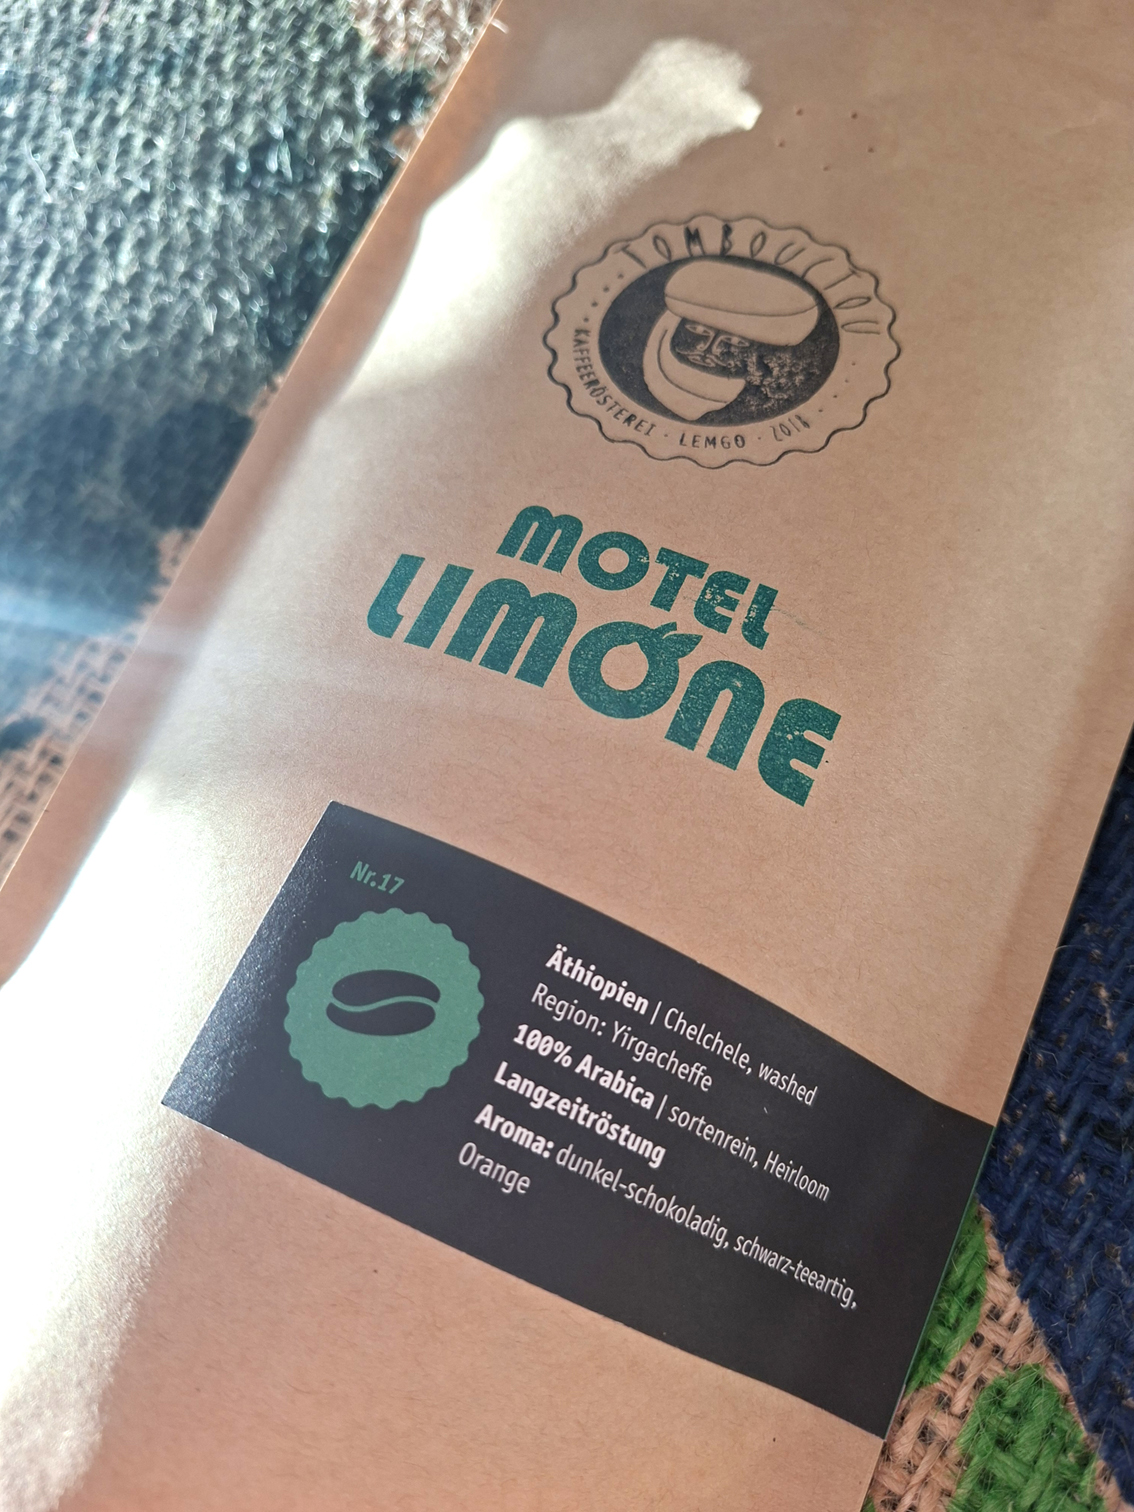 TOMBOUCTOU
KAFFEERÖSTEREI · LEMGO · 2018
MOTEL
LIMONE
Nr.17
Äthiopien | Chelchele, washed
Region: Yirgacheffe
100% Arabica | sortenrein, Heirloom
Langzeitröstung
Aroma: dunkel-schokoladig, schwarz-teeartig,
Orange